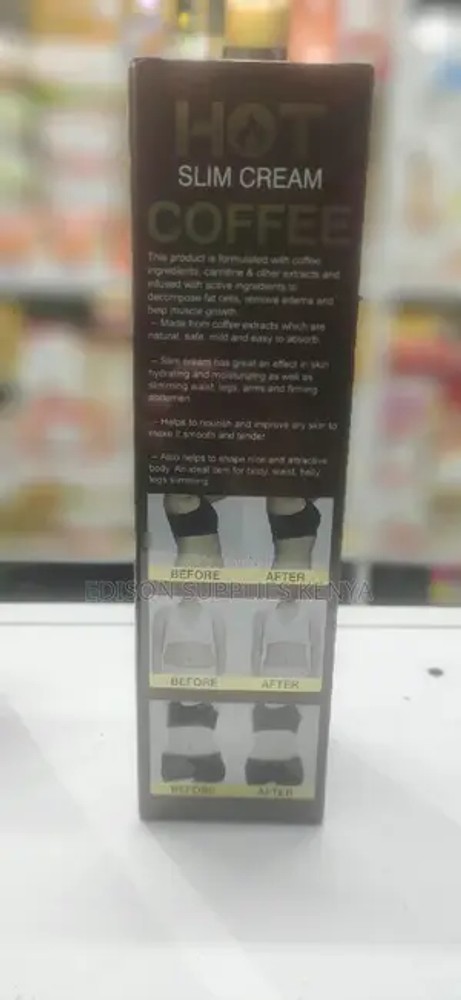 HOT
SLIM CREAM
COFFEE
This product is formulated with coffee
ingredients, carnitine & other extracts and
infused with active ingredients to
decompose fat cells, remove edema and
help muscle growth.
-- Made from coffee extracts which are
natural, safe, mild and easy to absorb.
-- Slim cream has great an effect in skin
hydrating and moisturizing as well as
slimming waist, legs, arms and firming
abdomen
-- Helps to nourish and improve dry skin to
make it smooth and tender
-- Also helps to shape nice and attractive
body. An ideal item for body, waist, belly,
legs slimming
BEFORE AFTER
EDISON SUPPLIES KENYA
BEFORE AFTER
BEFORE AFTER